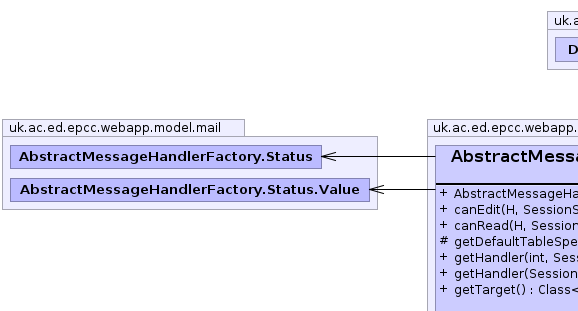 uk.a
D
uk.ac.ed.epcc.webapp.model.mail
uk.ac.ed.epcc.webapp.
AbstractMessageHandlerFactory.Status
AbstractMessa
AbstractMessageHandlerFactory.Status.Value
+ AbstractMessageHa
+ canEdit(H, SessionS
+ canRead(H, Session
# getDefaultTableSpe
+ getHandler(int, Sess
+ getHandler(Session
+ getTarget() : Class<